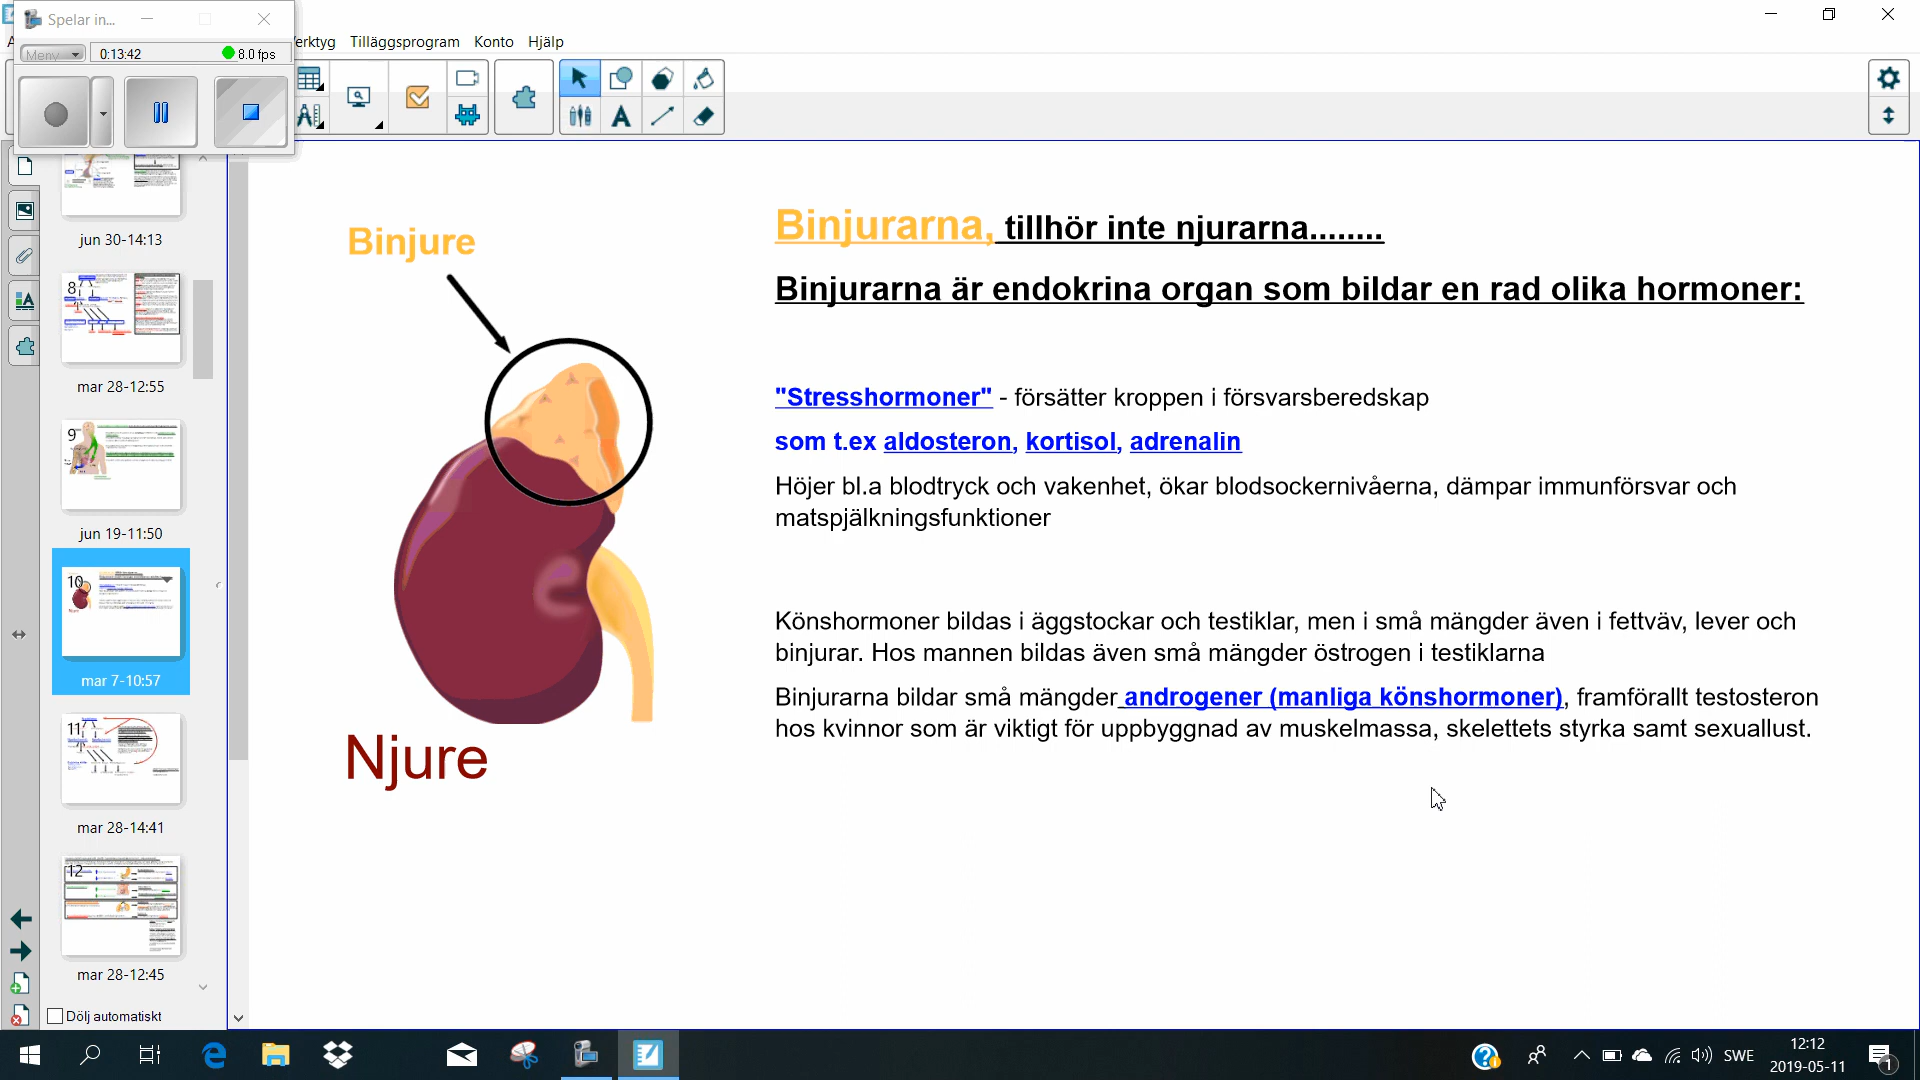 Spelar in...
Meny
0:13:42
8.0 fps
erktyg Tilläggsprogram Konto Hjälp
jun 30-14:13
8
mar 28-12:55
9
jun 19-11:50
10
mar 7-10:57
11
mar 28-14:41
12
mar 28-12:45
Dölj automatiskt
Binjure
Njure
Binjurarna, tillhör inte njurarna........
Binjurarna är endokrina organ som bildar en rad olika hormoner:
"Stresshormoner" - försätter kroppen i försvarsberedskap
som t.ex aldosteron, kortisol, adrenalin
Höjer bl.a blodtryck och vakenhet, ökar blodsockernivåerna, dämpar immunförsvar och
matspjälkningsfunktioner
Könshormoner bildas i äggstockar och testiklar, men i små mängder även i fettväv, lever och
binjurar. Hos mannen bildas även små mängder östrogen i testiklarna
Binjurarna bildar små mängder androgener (manliga könshormoner), framförallt testosteron
hos kvinnor som är viktigt för uppbyggnad av muskelmassa, skelettets styrka samt sexuallust.
SWE
12:12
2019-05-11
1